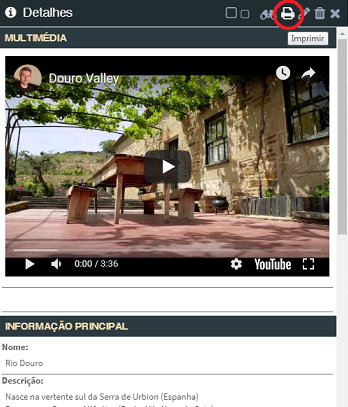 Detalhes
MULTIMÉDIA
Imprimir
Douro Valley
0:00 / 3:36
YouTube
INFORMAÇÃO PRINCIPAL
Nome:
Rio Douro
Descrição:
Nasce na vertente sul da Serra de Urbion (Espanha)